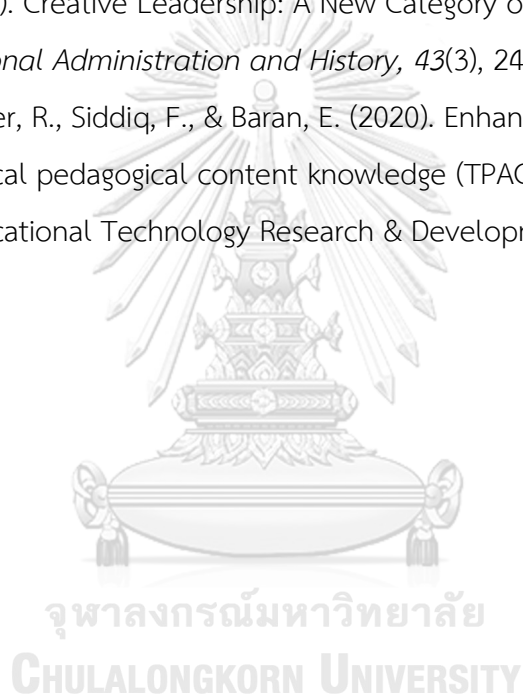 ). Creative Leadership: A New Category o
onal Administration and History, 43(3), 24
er, R., Siddiq, F., & Baran, E. (2020). Enhan
cal pedagogical content knowledge (TPAC
cational Technology Research & Developr
จุฬาลงกรณ์มหาวิทยาลัย
CHULALONGKORN UNIVERSITY